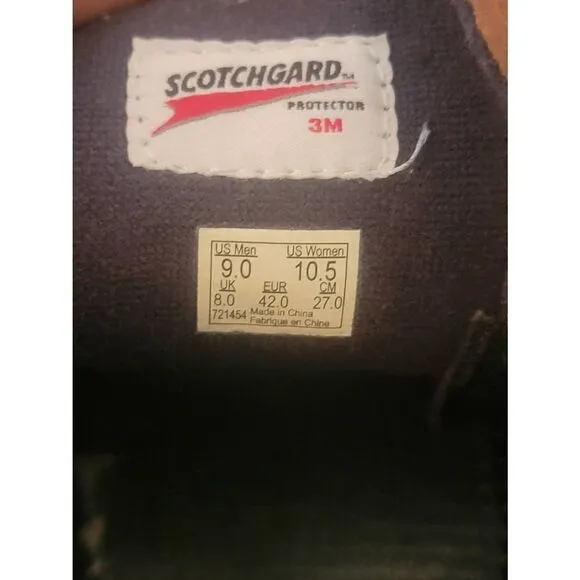 SCOTCHGARD™
PROTECTOR
3M
US Men US Women
9.0 10.5
UK EUR CM
8.0 42.0 27.0
721454 Made in China
Fabrique en Chine